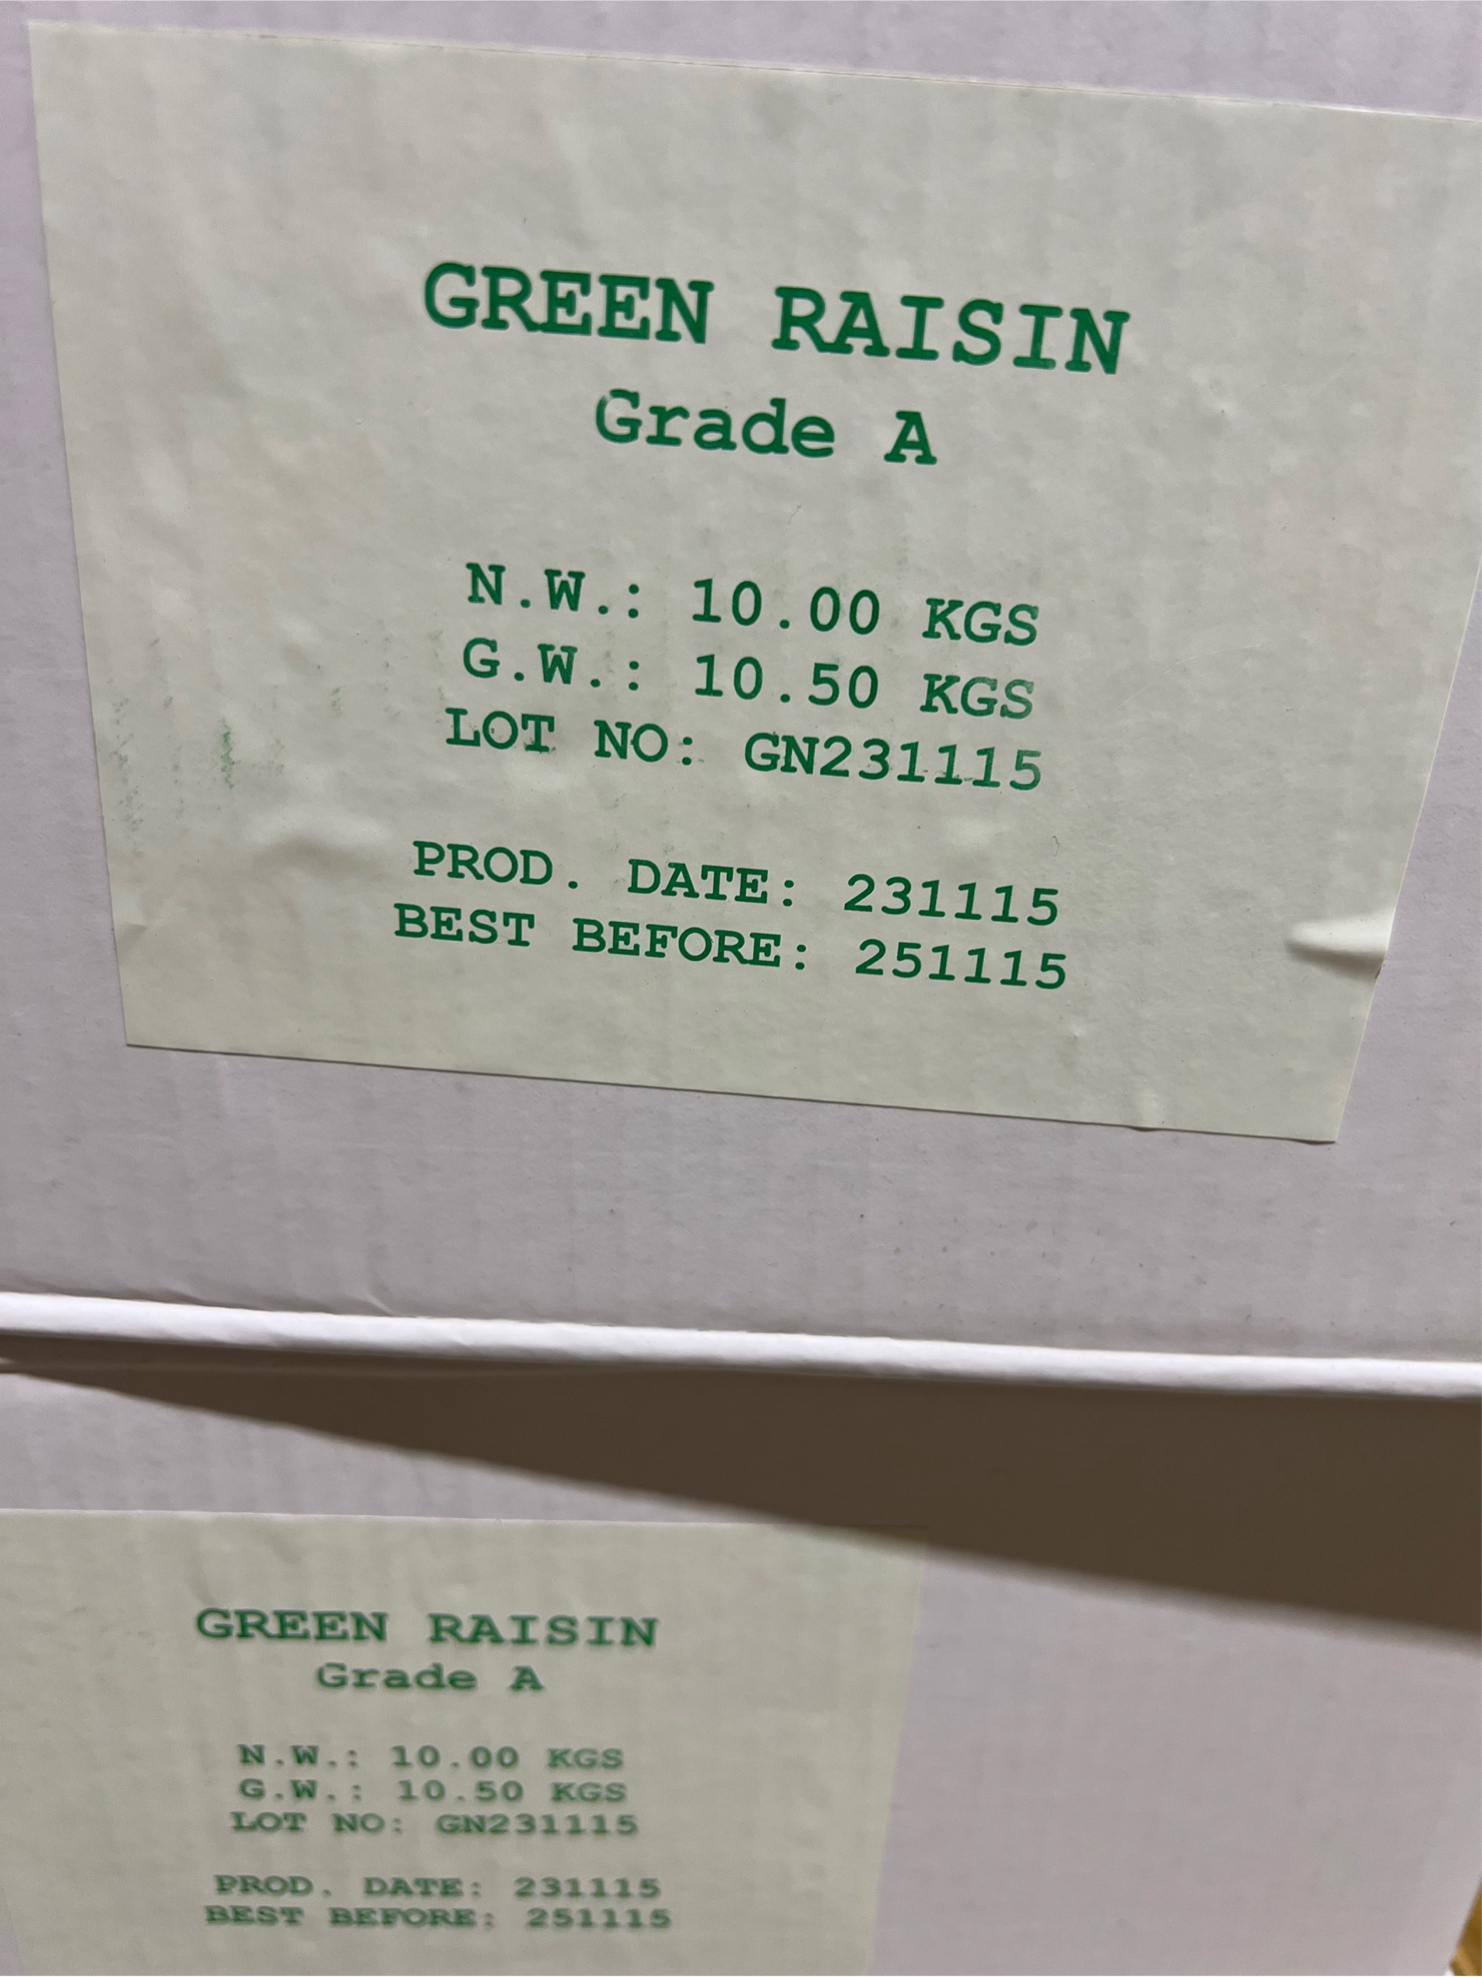 GREEN RAISIN
Grade A
N.W.: 10.00 KGS
G.W.: 10.50 KGS
LOT NO: GN231115
PROD. DATE: 231115
BEST BEFORE: 251115
GREEN RAISIN
Grade A
N.W.: 10.00 KGS
G.W.: 10.50 KGS
LOT NO: GN231115
PROD. DATE: 231115
BEST BEFORE: 251115